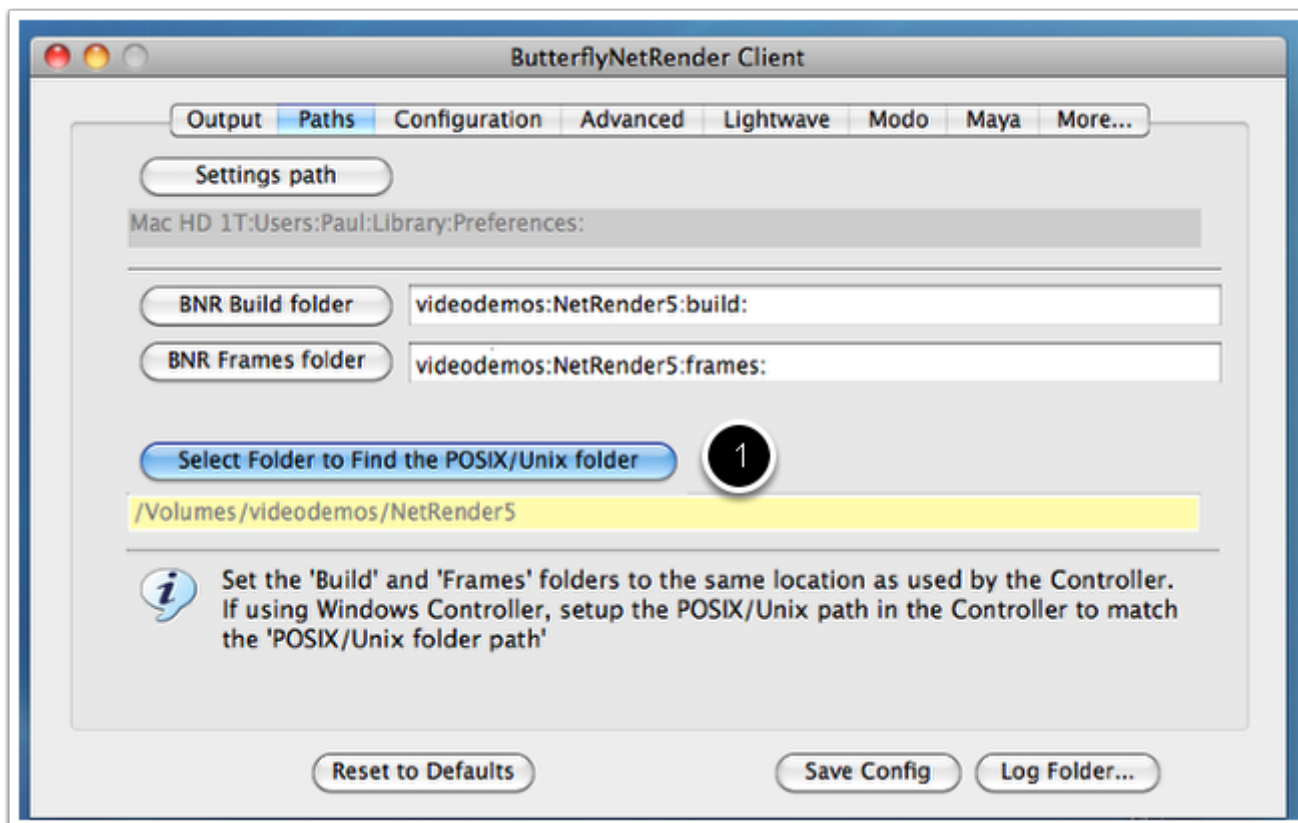 ButterflyNetRender Client
Output Paths Configuration Advanced Lightwave Modo Maya More...
Settings path
Mac HD 1T:Users:Paul:Library:Preferences:
BNR Build folder videodemos:NetRender5:build:
BNR Frames folder videodemos:NetRender5:frames:
Select Folder to Find the POSIX/Unix folder 1
/Volumes/videodemos/NetRender5
i Set the 'Build' and 'Frames' folders to the same location as used by the Controller.
If using Windows Controller, setup the POSIX/Unix path in the Controller to match
the 'POSIX/Unix folder path'
Reset to Defaults Save Config Log Folder...